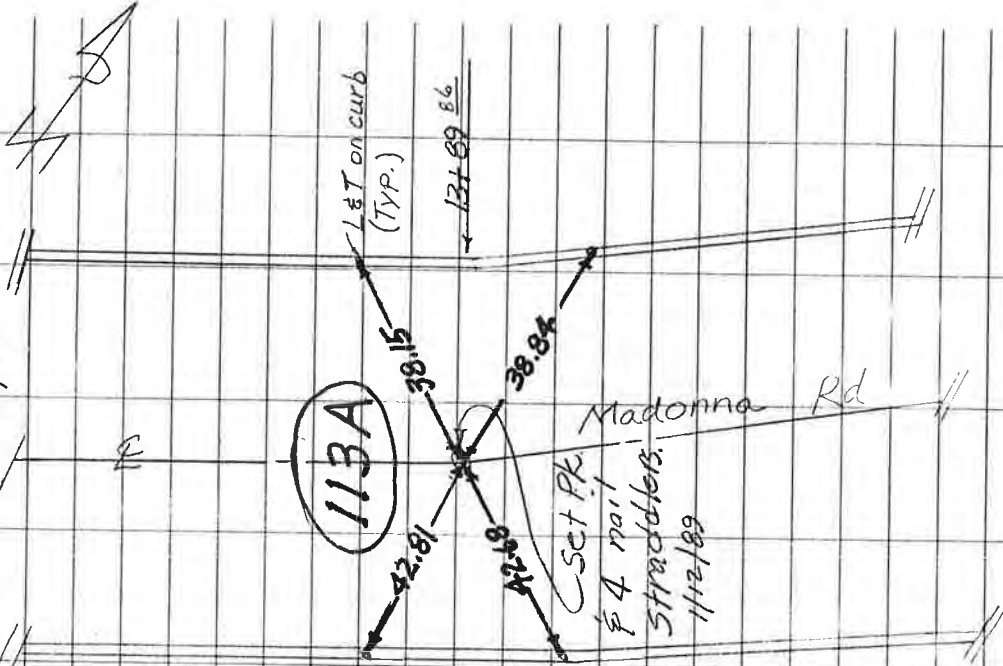 L&T on curb
(TYP.)
131+89 86
38.15
38.84
113A
℄
Madonna Rd
42.81
42.68
Set P.K.
& 4 nail
Straddlers.
1/12/89